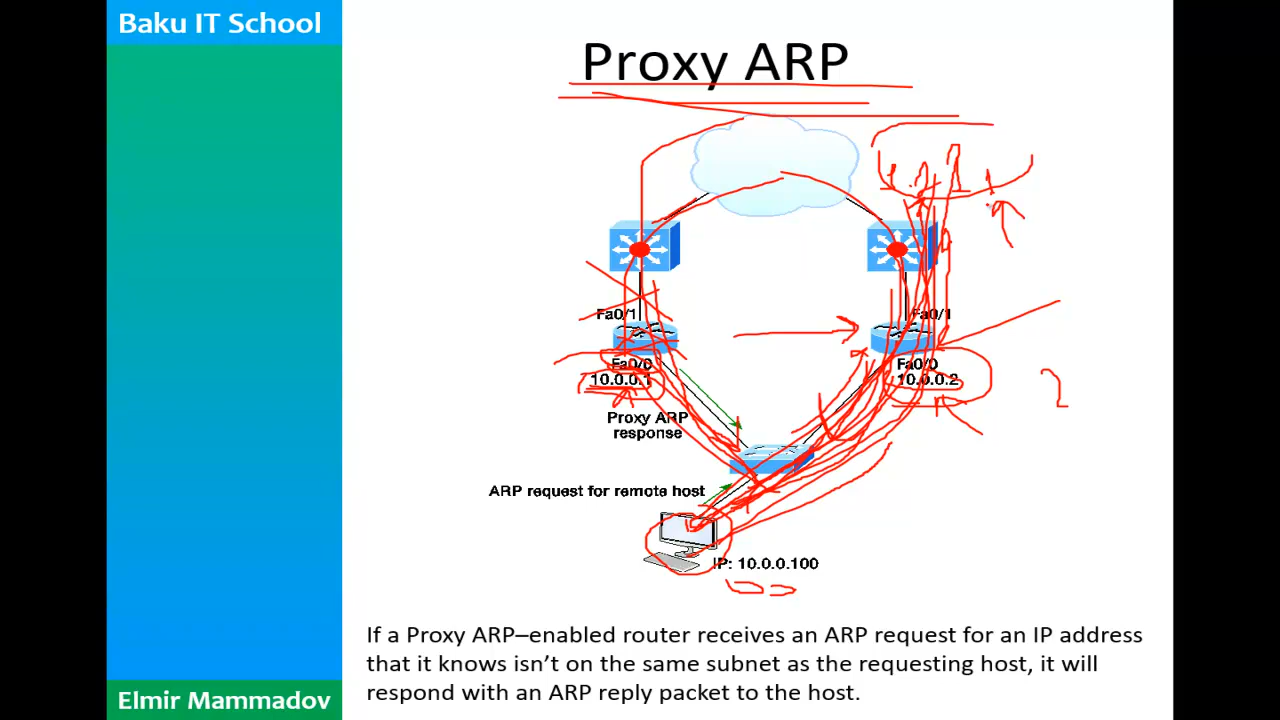 Baku IT School
Proxy ARP
Fa0/1
Fa0/1
Fa0/0
10.0.0.1
Fa0/0
10.0.0.2
2
Proxy ARP
response
ARP request for remote host
IP: 10.0.0.100
If a Proxy ARP–enabled router receives an ARP request for an IP address
that it knows isn’t on the same subnet as the requesting host, it will
respond with an ARP reply packet to the host.
Elmir Mammadov